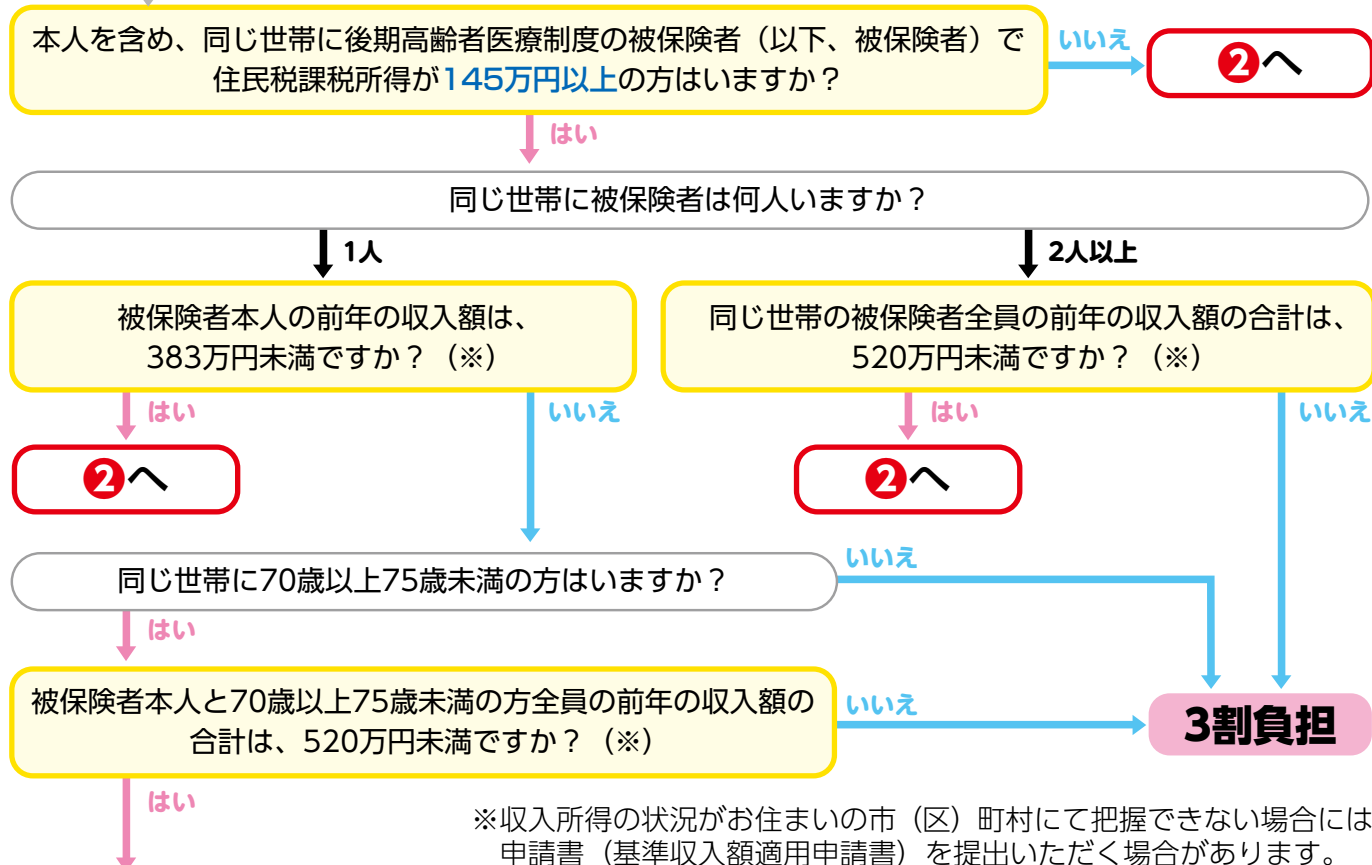 本人を含め、同じ世帯に後期高齢者医療制度の被保険者（以下、被保険者）で
住民税課税所得が145万円以上の方はいますか？
いいえ
❷へ
はい
同じ世帯に被保険者は何人いますか？
1人
2人以上
被保険者本人の前年の収入額は、
383万円未満ですか？（※）
同じ世帯の被保険者全員の前年の収入額の合計は、
520万円未満ですか？（※）
はい
いいえ
はい
いいえ
❷へ
❷へ
同じ世帯に70歳以上75歳未満の方はいますか？
いいえ
はい
被保険者本人と70歳以上75歳未満の方全員の前年の収入額の
合計は、520万円未満ですか？（※）
いいえ
3割負担
はい
※収入所得の状況がお住まいの市（区）町村にて把握できない場合には
申請書（基準収入額適用申請書）を提出いただく場合があります。